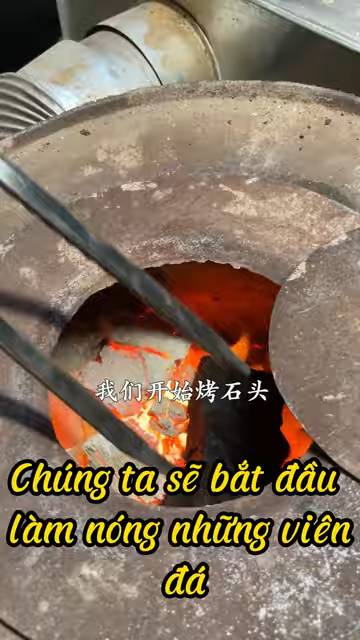 我们开始烤石头
Chúng ta sẽ bắt đầu
làm nóng những viên
đá